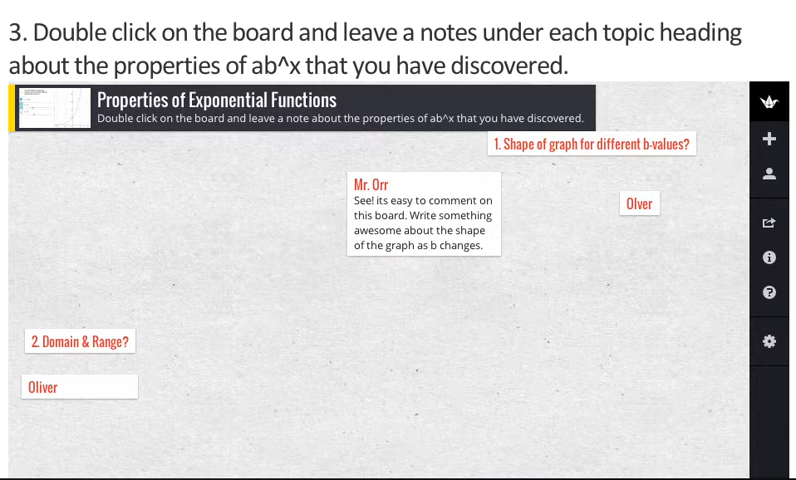 3. Double click on the board and leave a notes under each topic heading
about the properties of ab^x that you have discovered.
Properties of Exponential Functions
Double click on the board and leave a note about the properties of ab^x that you have discovered.
1. Shape of graph for different b-values?
Mr. Orr
See! its easy to comment on
this board. Write something
awesome about the shape
of the graph as b changes.
Olver
2. Domain & Range?
Oliver